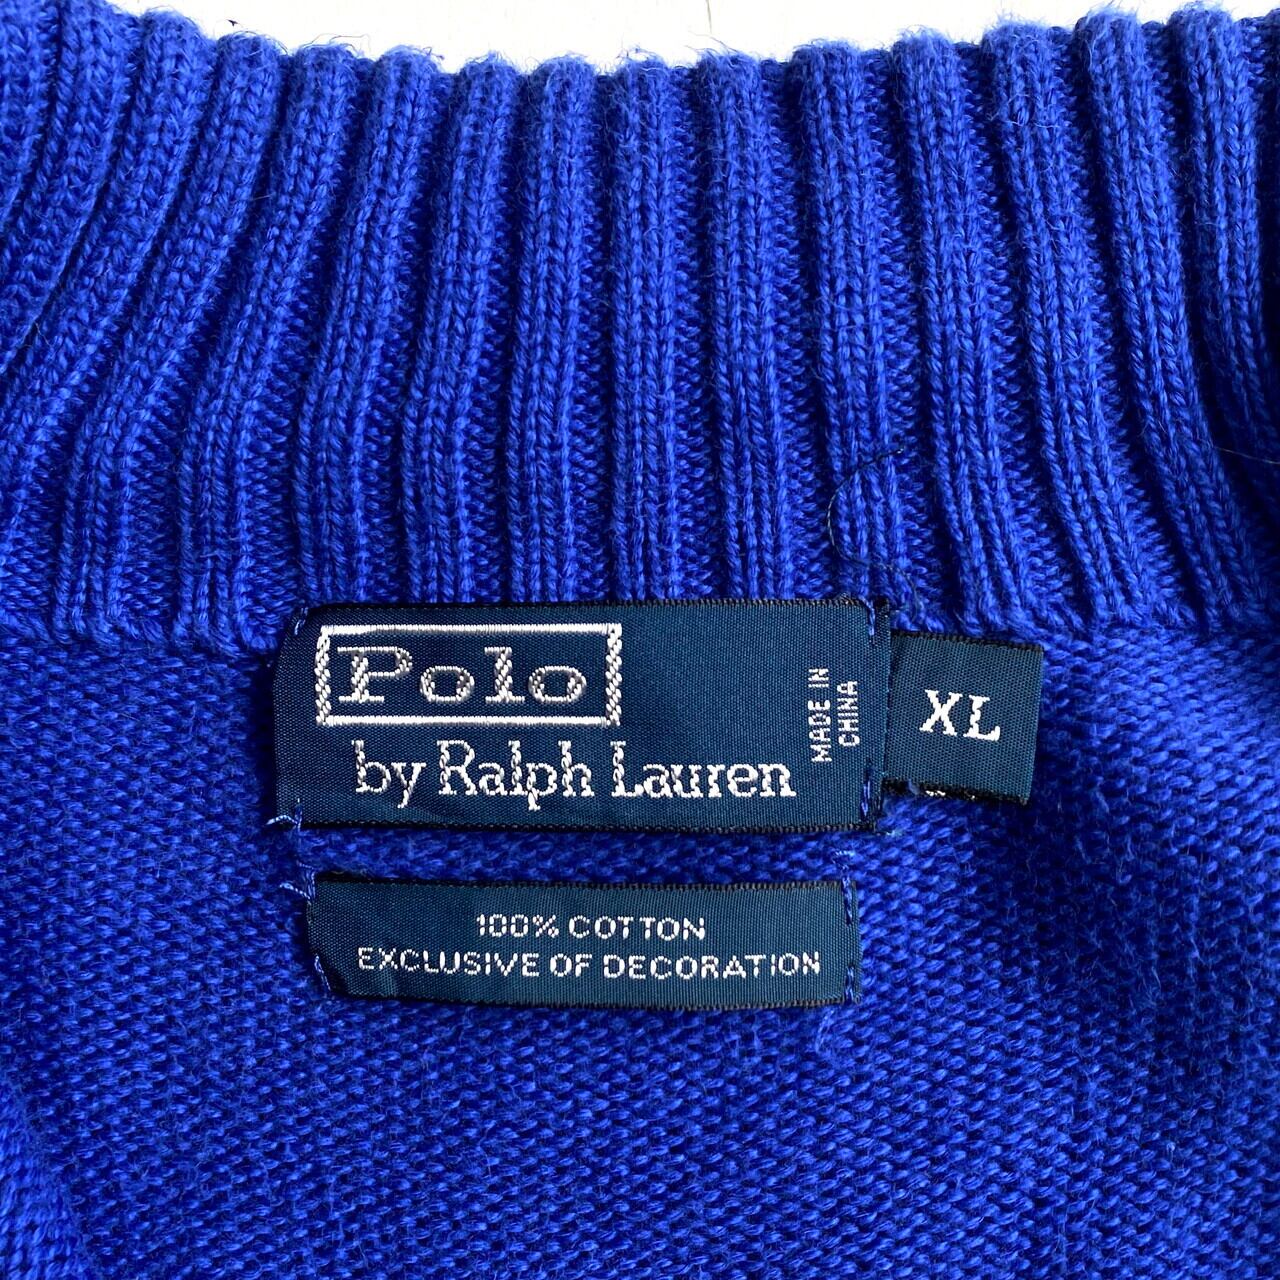 Polo
by Ralph Lauren
MADE IN
CHINA
XL
100% COTTON
EXCLUSIVE OF DECORATION